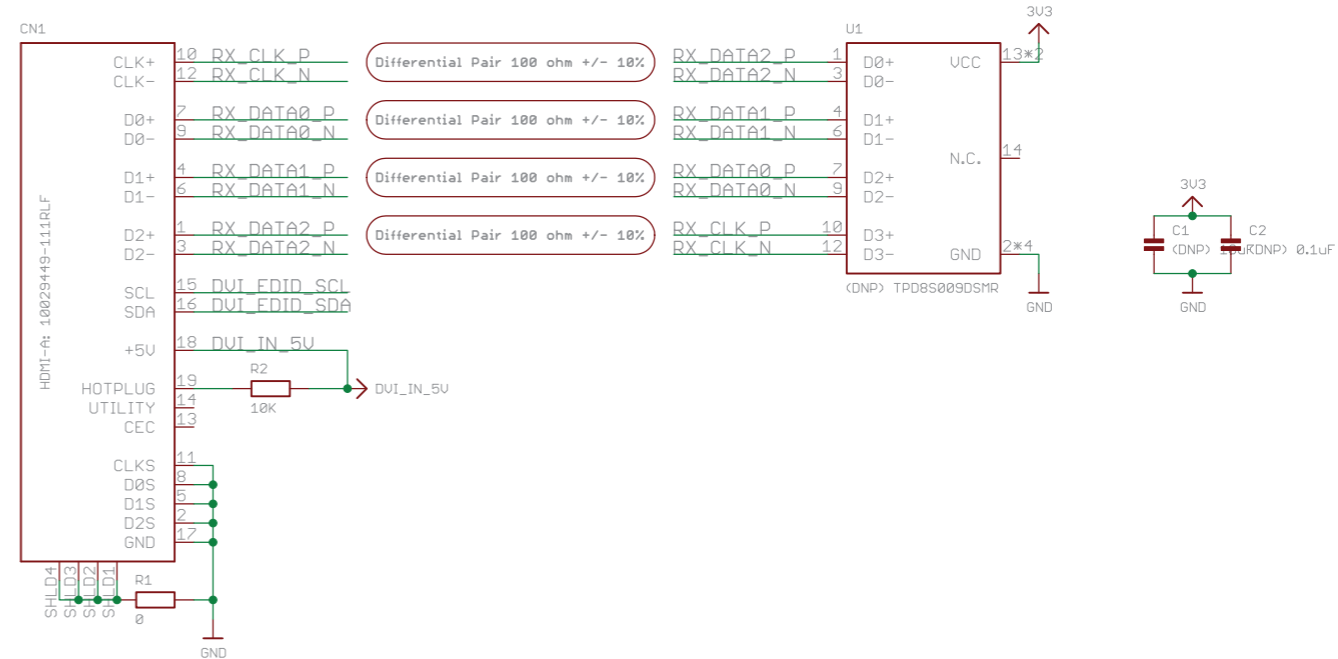 CN1
HDMI-A: 10029449-111RLF
CLK+ 10 RX_CLK_P
CLK- 12 RX_CLK_N
D0+ 7 RX_DATA0_P
D0- 9 RX_DATA0_N
D1+ 4 RX_DATA1_P
D1- 6 RX_DATA1_N
D2+ 1 RX_DATA2_P
D2- 3 RX_DATA2_N
SCL 15 DVI_EDID_SCL
SDA 16 DVI_EDID_SDA
+5V 18 DVI_IN_5V
R2
HOTPLUG 19
10K
DVI_IN_5V
UTILITY 14
CEC 13
CLKS 11
D0S 8
D1S 5
D2S 2
GND 17
SHLD4
SHLD3
SHLD2
SHLD1
R1
0
GND
Differential Pair 100 ohm +/- 10%
Differential Pair 100 ohm +/- 10%
Differential Pair 100 ohm +/- 10%
Differential Pair 100 ohm +/- 10%
U1
3V3
RX_DATA2_P 1 D0+ VCC 13*2
RX_DATA2_N 3 D0-
RX_DATA1_P 4 D1+
RX_DATA1_N 6 D1-
N.C. 14
RX_DATA0_P 7 D2+
RX_DATA0_N 9 D2-
RX_CLK_P 10 D3+
RX_CLK_N 12 D3- GND 2*4
(DNP) TPD8S009DSMR
GND
3V3
C1
(DNP)
C2
(DNP) 0.1uF
GND